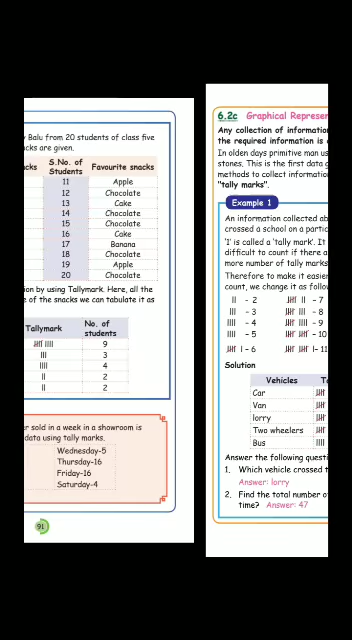 y Balu from 20 students of class five
acks are given.
cks S.No. of Students Favourite snacks
11 Apple
12 Chocolate
13 Cake
14 Chocolate
15 Chocolate
16 Cake
17 Banana
18 Chocolate
19 Apple
20 Chocolate
on by using Tallymark. Here, all the
e of the snacks we can tabulate it as
Tallymark No. of students
9
3
4
2
2
r sold in a week in a showroom is
data using tally marks.
Wednesday-5
Thursday-16
Friday-16
Saturday-4
91
6.2c Graphical Represen
Any collection of information
the required information is
In olden days primitive man us
stones. This is the first data
methods to collect informatio
"tally marks".
Example 1
An information collected ab
crossed a school on a partic
'I' is called a 'tally mark'. It
difficult to count if there a
more number of tally marks
Therefore to make it easier
count, we change it as follow
II - 2 - 7
III - 3 - 8
IIII - 4 - 9
- 5 - 10
I - 6 I - 11
Solution
Vehicles Ta
Car
Van
lorry
Two wheelers
Bus
Answer the following questi
1. Which vehicle crossed t
Answer: lorry
2. Find the total number o
time? Answer: 47